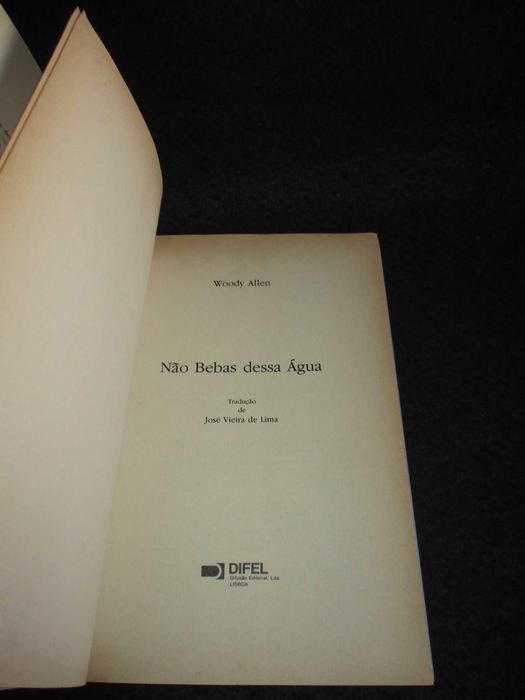 Woody Allen
Não Bebas dessa Água
Tradução
de
José Vieira de Lima
DIFEL
Difusão Editorial, Lda
LISBOA